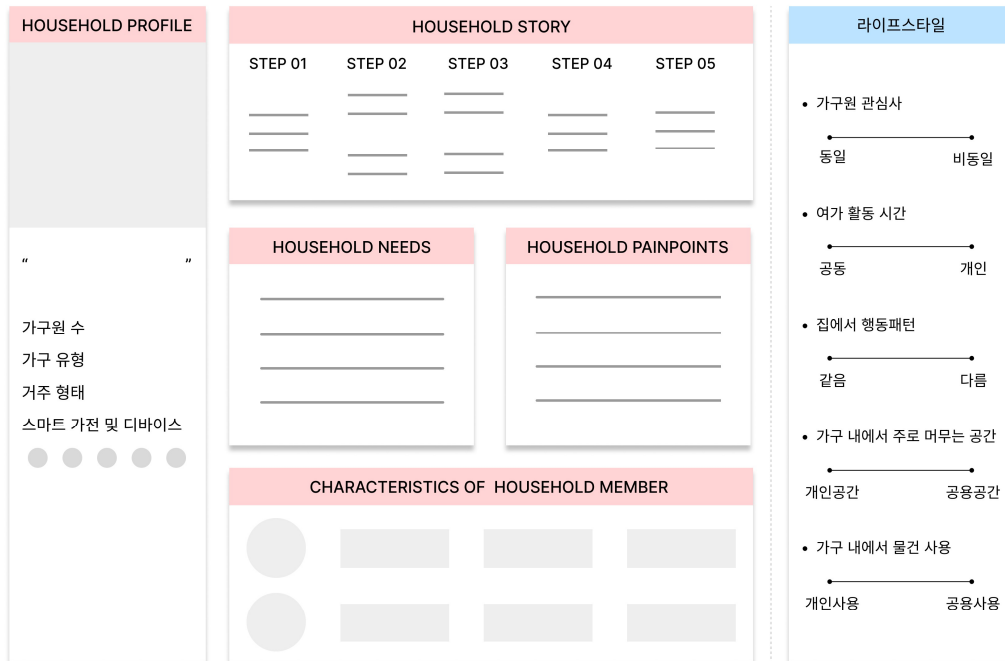 HOUSEHOLD PROFILE
“ ”
가구원 수
가구 유형
거주 형태
스마트 가전 및 디바이스
HOUSEHOLD STORY
STEP 01 STEP 02 STEP 03 STEP 04 STEP 05
HOUSEHOLD NEEDS
HOUSEHOLD PAINPOINTS
CHARACTERISTICS OF HOUSEHOLD MEMBER
라이프스타일
• 가구원 관심사
동일 비동일
• 여가 활동 시간
공동 개인
• 집에서 행동패턴
같음 다름
• 가구 내에서 주로 머무는 공간
개인공간 공용공간
• 가구 내에서 물건 사용
개인사용 공용사용